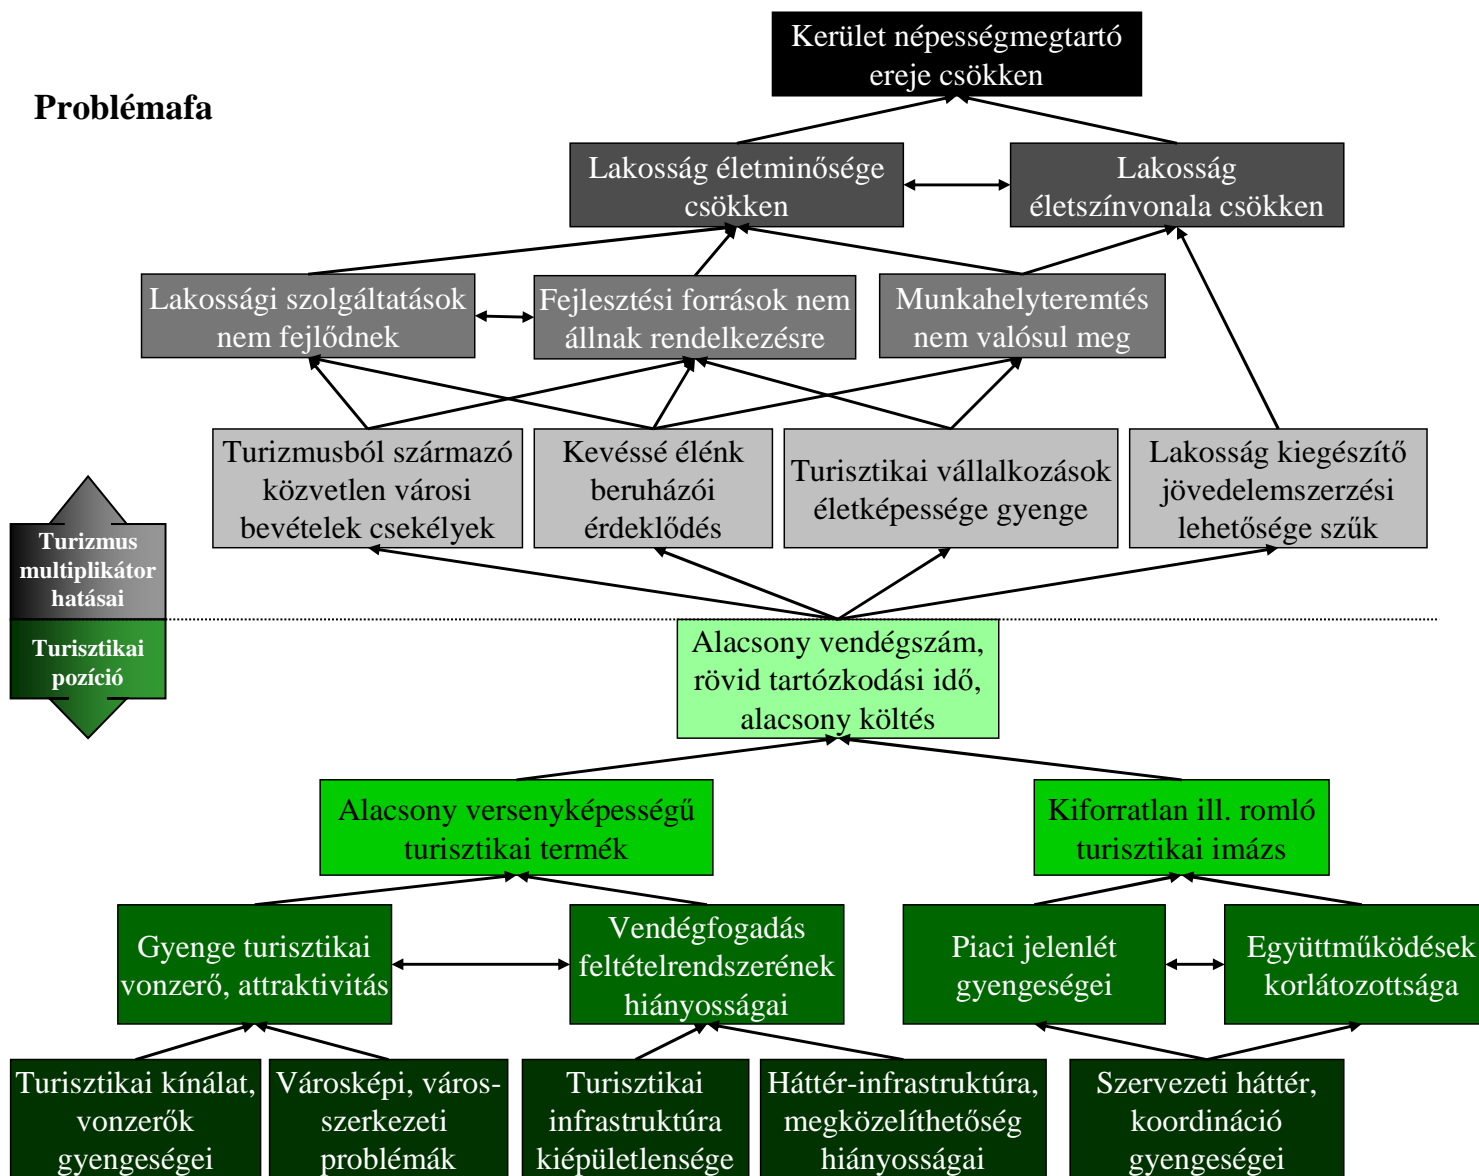 Kerület népességmegtartó
ereje csökken
Problémafa
Lakosság életminősége
csökken
Lakosság
életszínvonala csökken
Lakossági szolgáltatások
nem fejlődnek
Fejlesztési források nem
állnak rendelkezésre
Munkahelyteremtés
nem valósul meg
Turizmusból származó
közvetlen városi
bevételek csekélyek
Kevéssé élénk
beruházói
érdeklődés
Turisztikai vállalkozások
életképessége gyenge
Lakosság kiegészítő
jövedelemszerzési
lehetősége szűk
Turizmus
multiplikátor
hatásai
Turisztikai
pozíció
Alacsony vendégszám,
rövid tartózkodási idő,
alacsony költés
Alacsony versenyképességű
turisztikai termék
Kiforratlan ill. romló
turisztikai imázs
Gyenge turisztikai
vonzerő, attraktivitás
Vendégfogadás
feltételrendszerének
hiányosságai
Piaci jelenlét
gyengeségei
Együttműködések
korlátozottsága
Turisztikai kínálat,
vonzerők
gyengeségei
Városképi, város-
szerkezeti
problémák
Turisztikai
infrastruktúra
kiépületlensége
Háttér-infrastruktúra,
megközelíthetőség
hiányosságai
Szervezeti háttér,
koordináció
gyengeségei